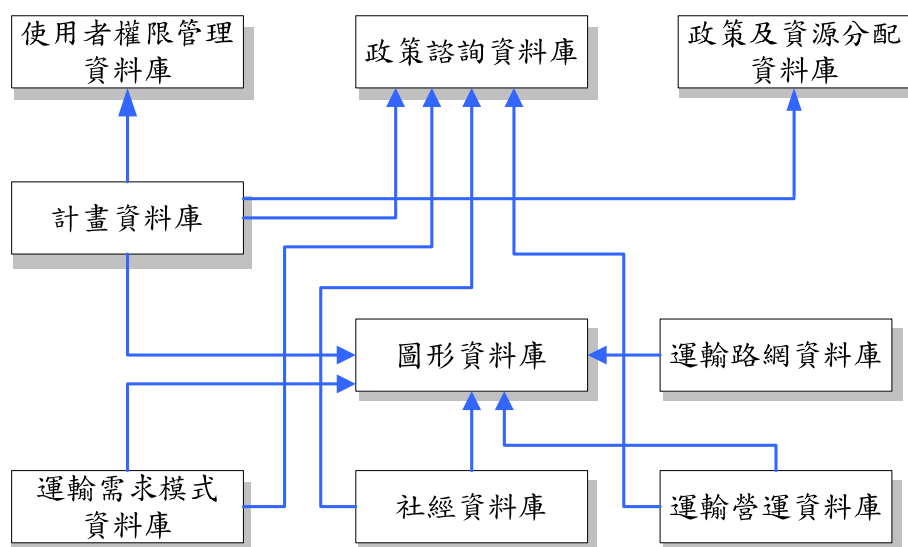 使用者權限管理
資料庫
政策諮詢資料庫
政策及資源分配
資料庫
計畫資料庫
圖形資料庫
運輸路網資料庫
運輸需求模式
資料庫
社經資料庫
運輸營運資料庫